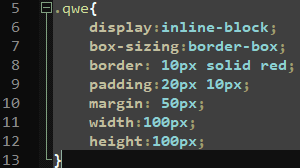 5 .qwe{
6 display:inline-block;
7 box-sizing:border-box;
8 border: 10px solid red;
9 padding:20px 10px;
10 margin: 50px;
11 width:100px;
12 height:100px;
13 }